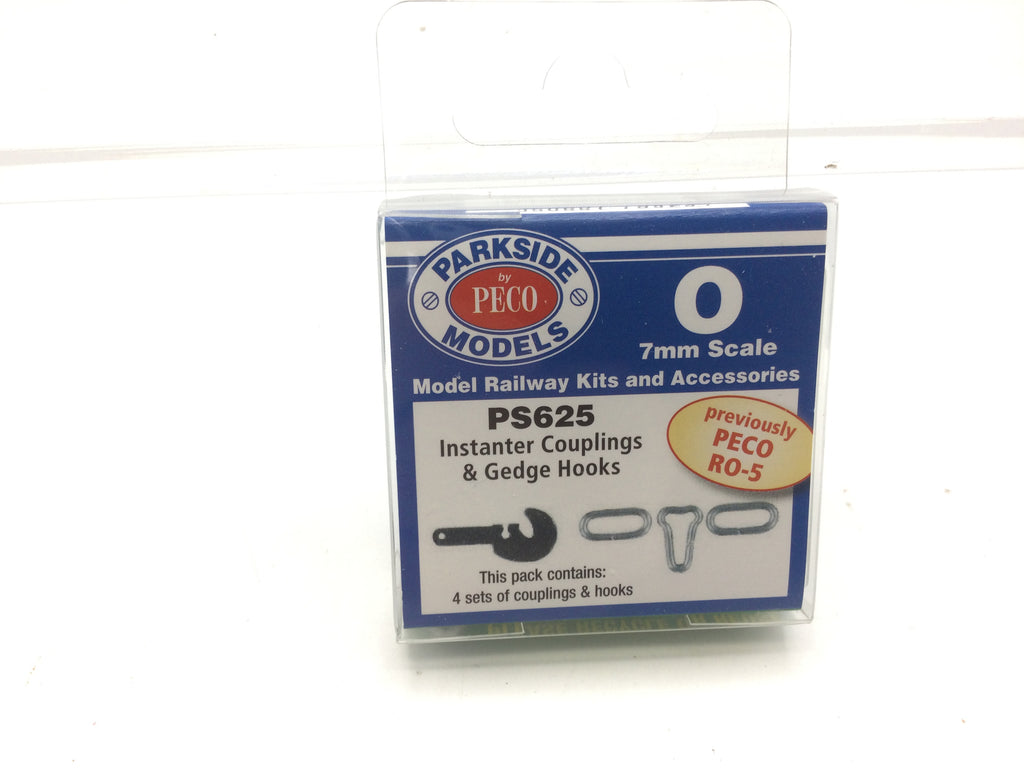 PARKSIDE
by
PECO
MODELS
O
7mm Scale
Model Railway Kits and Accessories
PS625
Instanter Couplings
& Gedge Hooks
previously
PECO
RO-5
This pack contains:
4 sets of couplings & hooks